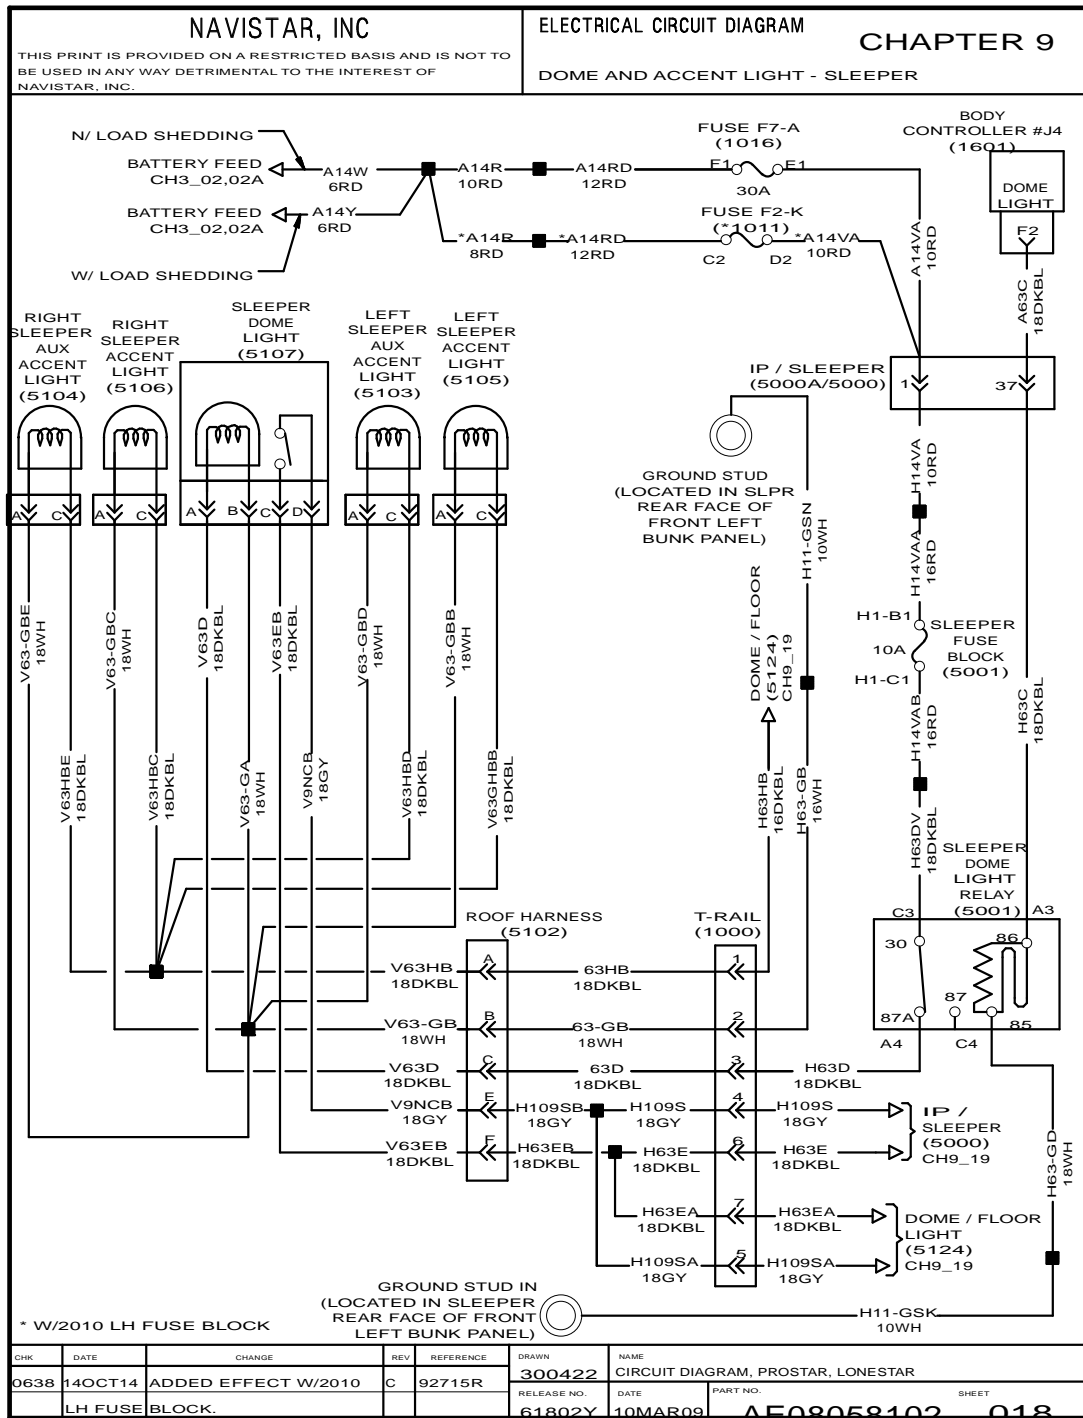 NAVISTAR, INC
THIS PRINT IS PROVIDED ON A RESTRICTED BASIS AND IS NOT TO
BE USED IN ANY WAY DETRIMENTAL TO THE INTEREST OF
NAVISTAR, INC.
ELECTRICAL CIRCUIT DIAGRAM
CHAPTER 9
DOME AND ACCENT LIGHT - SLEEPER
N/ LOAD SHEDDING
BATTERY FEED
CH3_02,02A
A14W
6RD
A14R
10RD
A14RD
12RD
FUSE F7-A
(1016)
F1
E1
30A
BATTERY FEED
CH3_02,02A
A14Y
6RD
*A14R
8RD
*A14RD
12RD
FUSE F2-K
(*1011)
C2
D2
*A14VA
10RD
W/ LOAD SHEDDING
A14VA
10RD
BODY
CONTROLLER #J4
(1601)
DOME
LIGHT
F2
A63C
18DKBL
RIGHT
SLEEPER
AUX
ACCENT
LIGHT
(5104)
RIGHT
SLEEPER
ACCENT
LIGHT
(5106)
SLEEPER
DOME
LIGHT
(5107)
LEFT
SLEEPER
AUX
ACCENT
LIGHT
(5103)
LEFT
SLEEPER
ACCENT
LIGHT
(5105)
IP / SLEEPER
(5000A/5000)
1
37
A
C
A
C
A
B
C
D
A
C
A
C
GROUND STUD
(LOCATED IN SLPR
REAR FACE OF
FRONT LEFT
BUNK PANEL)
H11-GSN
10WH
H14VA
10RD
H14VAA
16RD
H1-B1
10A
H1-C1
SLEEPER
FUSE
BLOCK
(5001)
H14VAB
16RD
H63C
18DKBL
H63DV
18DKBL
DOME / FLOOR
(5124)
CH9_19
H63HB
16DKBL
H63-GB
16WH
V63-GBE
18WH
V63-GBC
18WH
V63D
18DKBL
V63EB
18DKBL
V63-GBD
18WH
V63-GBB
18WH
V63HBE
18DKBL
V63HBC
18DKBL
V63-GA
18WH
V9NCB
18GY
V63HBD
18DKBL
V63GHBB
18DKBL
SLEEPER
DOME
LIGHT
RELAY
(5001)
C3
A3
30
86
87
87A
85
A4
C4
ROOF HARNESS
(5102)
T-RAIL
(1000)
V63HB
18DKBL
A
63HB
18DKBL
1
V63-GB
18WH
B
63-GB
18WH
2
V63D
18DKBL
C
63D
18DKBL
3
H63D
18DKBL
V9NCB
18GY
E
H109SB
18GY
H109S
18GY
4
H109S
18GY
V63EB
18DKBL
F
H63EB
18DKBL
H63E
18DKBL
6
H63E
18DKBL
IP /
SLEEPER
(5000)
CH9_19
H63EA
18DKBL
7
H63EA
18DKBL
H109SA
18GY
5
H109SA
18GY
DOME / FLOOR
LIGHT
(5124)
CH9_19
H63-GD
18WH
GROUND STUD IN
(LOCATED IN SLEEPER
REAR FACE OF FRONT
LEFT BUNK PANEL)
H11-GSK
10WH
* W/2010 LH FUSE BLOCK
CHK DATE CHANGE REV REFERENCE
0638 14OCT14 ADDED EFFECT W/2010 C 92715R
LH FUSE BLOCK.
DRAWN
300422
NAME
CIRCUIT DIAGRAM, PROSTAR, LONESTAR
RELEASE NO.
61802Y
DATE
10MAR09
PART NO.
AE08058102
SHEET
018